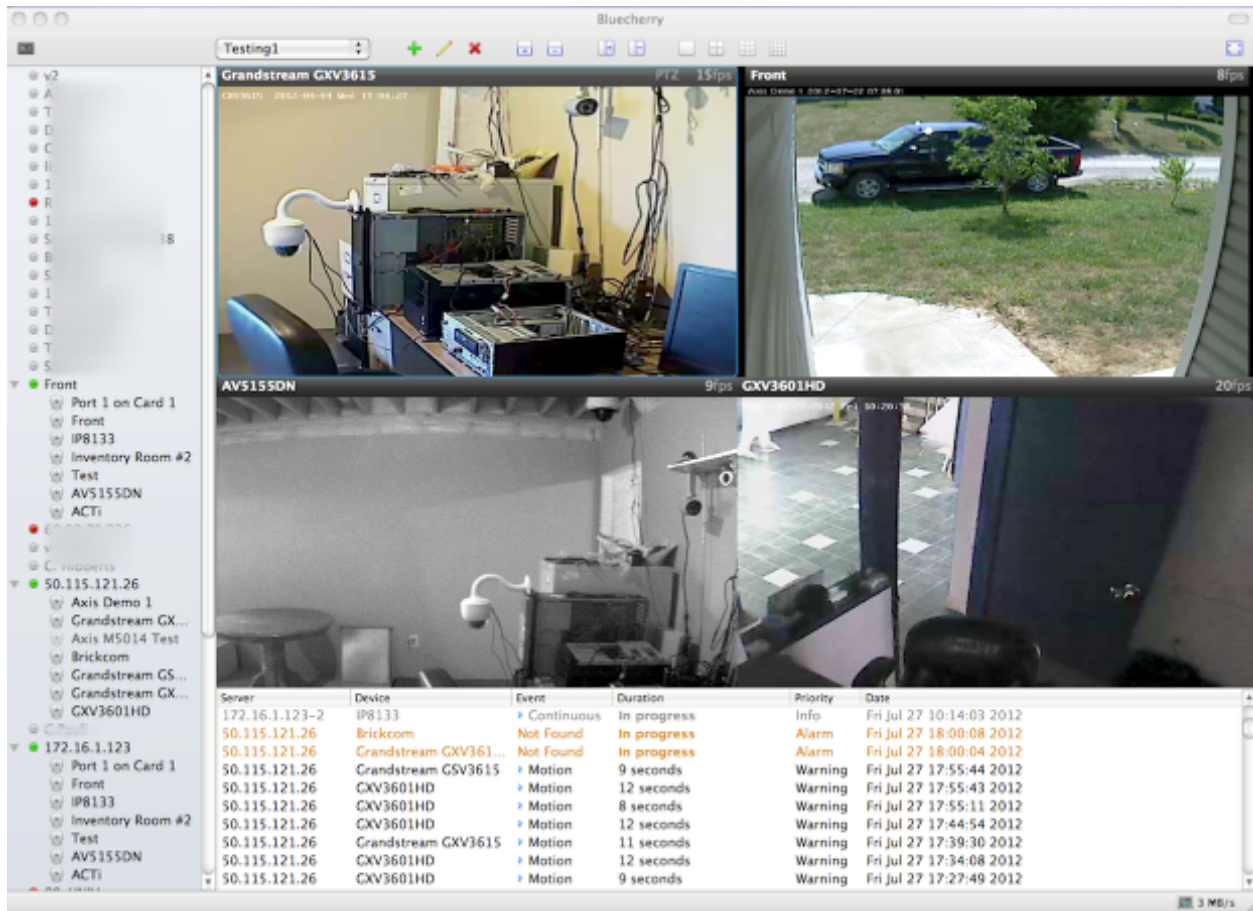 Bluecherry
Testing1
v2
A
T
D
C
li
1
R
1
S 38
B
S
1
T
D
T
S
Front
Port 1 on Card 1
Front
IP8133
Inventory Room #2
Test
AV5155DN
ACTi
v
C. Hibberts
50.115.121.26
Axis Demo 1
Grandstream GX...
Axis M5014 Test
Brickcom
Grandstream GS...
Grandstream GX...
GXV3601HD
172.16.1.123
Port 1 on Card 1
Front
IP8133
Inventory Room #2
Test
AV5155DN
ACTi
Grandstream GXV3615 PTZ 15fps
Front 8fps
Axis Demo 1 2012-07-22
AV5155DN 9fps
GXV3601HD 20fps
Server Device Event Duration Priority Date
172.16.1.123-2 IP8133 Continuous In progress Info Fri Jul 27 10:14:03 2012
50.115.121.26 Brickcom Not Found In progress Alarm Fri Jul 27 18:00:08 2012
50.115.121.26 Grandstream GXV361... Not Found In progress Alarm Fri Jul 27 18:00:04 2012
50.115.121.26 Grandstream GSV3615 Motion 9 seconds Warning Fri Jul 27 17:55:44 2012
50.115.121.26 GXV3601HD Motion 12 seconds Warning Fri Jul 27 17:55:43 2012
50.115.121.26 GXV3601HD Motion 8 seconds Warning Fri Jul 27 17:55:11 2012
50.115.121.26 GXV3601HD Motion 12 seconds Warning Fri Jul 27 17:44:54 2012
50.115.121.26 Grandstream GXV3615 Motion 11 seconds Warning Fri Jul 27 17:39:30 2012
50.115.121.26 GXV3601HD Motion 12 seconds Warning Fri Jul 27 17:34:08 2012
50.115.121.26 GXV3601HD Motion 9 seconds Warning Fri Jul 27 17:27:49 2012
3 MB/s